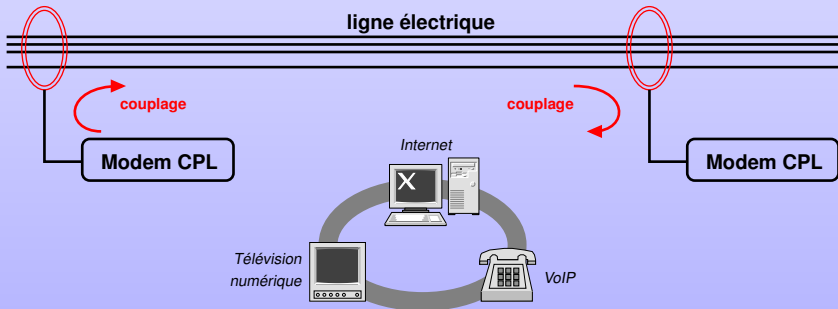 ligne électrique
couplage
couplage
Modem CPL
Modem CPL
Internet
X
Télévision
numérique
VoIP